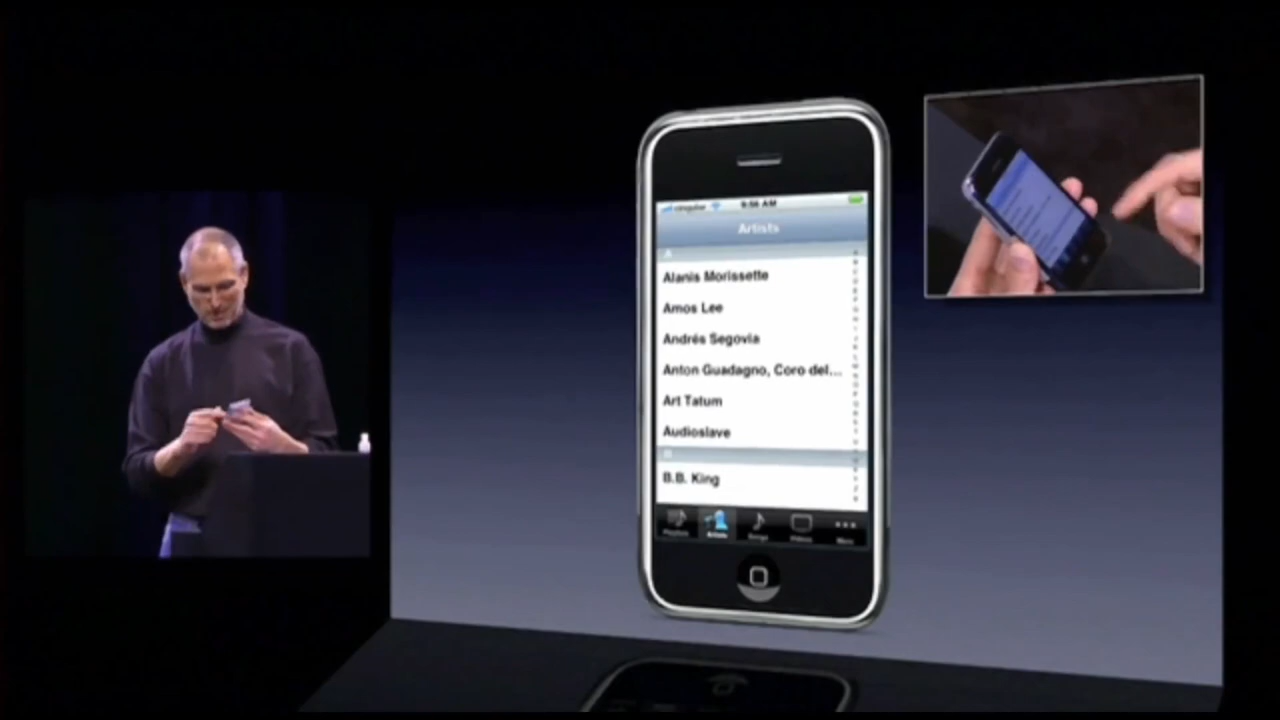 cingular 9:56 AM
Artists
A
Alanis Morissette
Amos Lee
Andrés Segovia
Anton Guadagno, Coro del...
Art Tatum
Audioslave
B
B.B. King
Playlists Artists Songs Videos More